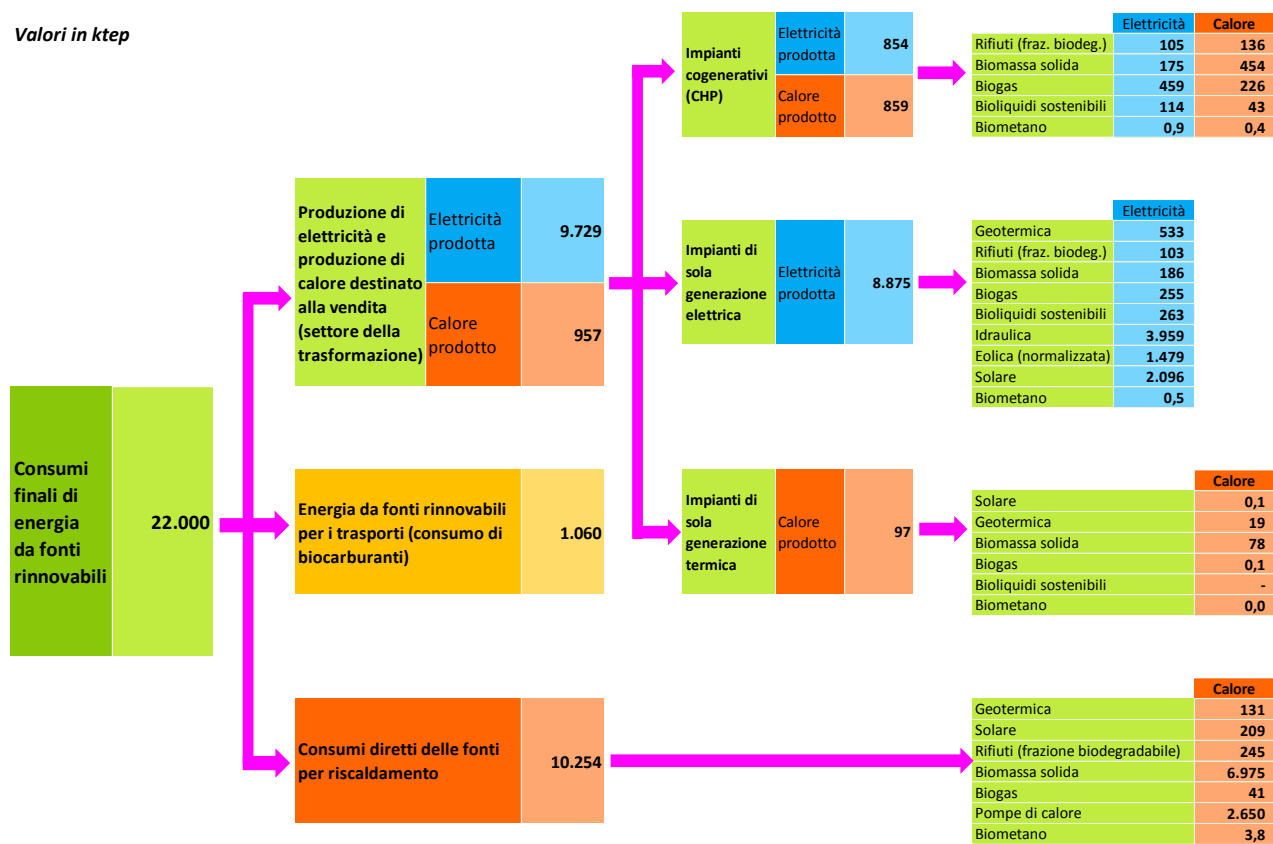 Valori in ktep
Consumi
finali di
energia
da fonti
rinnovabili
22.000
Produzione di
elettricità e
produzione di
calore destinato
alla vendita
(settore della
trasformazione)
Elettricità
prodotta
9.729
Calore
prodotto
957
Energia da fonti rinnovabili
per i trasporti (consumo di
biocarburanti)
1.060
Consumi diretti delle fonti
per riscaldamento
10.254
Impianti
cogenerativi
(CHP)
Elettricità
prodotta
854
Calore
prodotto
859
Impianti di
sola
generazione
elettrica
Elettricità
prodotta
8.875
Impianti di
sola
generazione
termica
Calore
prodotto
97
Elettricità Calore
Rifiuti (fraz. biodeg.) 105 136
Biomassa solida 175 454
Biogas 459 226
Bioliquidi sostenibili 114 43
Biometano 0,9 0,4
Elettricità
Geotermica 533
Rifiuti (fraz. biodeg.) 103
Biomassa solida 186
Biogas 255
Bioliquidi sostenibili 263
Idraulica 3.959
Eolica (normalizzata) 1.479
Solare 2.096
Biometano 0,5
Calore
Solare 0,1
Geotermica 19
Biomassa solida 78
Biogas 0,1
Bioliquidi sostenibili -
Biometano 0,0
Calore
Geotermica 131
Solare 209
Rifiuti (frazione biodegradabile) 245
Biomassa solida 6.975
Biogas 41
Pompe di calore 2.650
Biometano 3,8